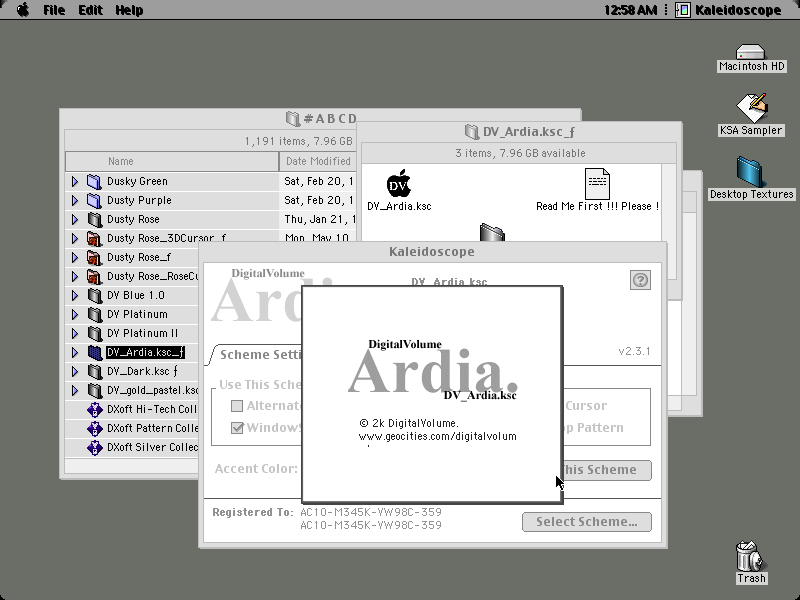 File Edit Help
12:58 AM
Kaleidoscope
Macintosh HD
KSA Sampler
Desktop Textures
Trash
#ABCD
1,191 items, 7.96 GB
Name
Date Modified
Dusky Green
Sat, Feb 20, 1
Dusty Purple
Sat, Feb 20, 1
Dusty Rose
Thu, Jan 21, 1
Dusty Rose_3DCursor_f
Mon, May 10,
Dusty Rose_f
Dusty Rose_RoseCu
DV Blue 1.0
DV Platinum
DV Platinum II
DV_Ardia.ksc_ƒ
DV_Dark.ksc ƒ
DV_gold_pastel.ksc
DXoft Hi-Tech Coll
DXoft Pattern Colle
DXoft Silver Collec
DV_Ardia.ksc_ƒ
3 items, 7.96 GB available
DV
DV_Ardia.ksc
Read Me First !!! Please !
Kaleidoscope
DigitalVolume
Ardi
DV_Ardia.ksc
v2.3.1
Scheme Setti
Use This Sche
Alternat
WindowS
Cursor
p Pattern
Accent Color:
his Scheme
Registered To: AC10-M345K-YW98C-359
AC10-M345K-YW98C-359
Select Scheme...
DigitalVolume
Ardia.
DV_Ardia.ksc
© 2k DigitalVolume.
www.geocities.com/digitalvolum